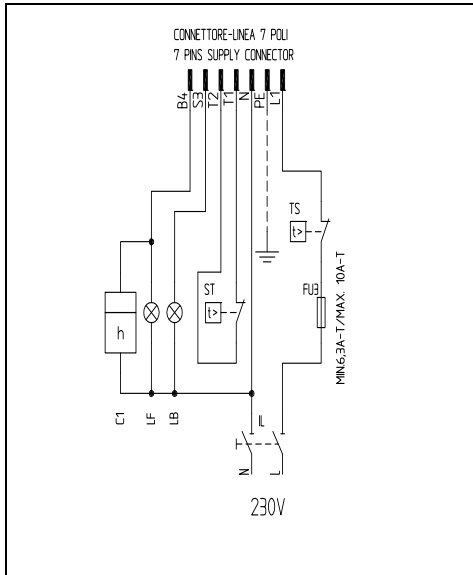 CONNETTORE-LINEA 7 POLI
7 PINS SUPPLY CONNECTOR
B4
S3
T2
T1
N
PE
L1
TS
t>
FU3
MIN.6,3A-T/MAX. 10A-T
ST
t>
h
C1
LF
LB
IL
N
L
230V